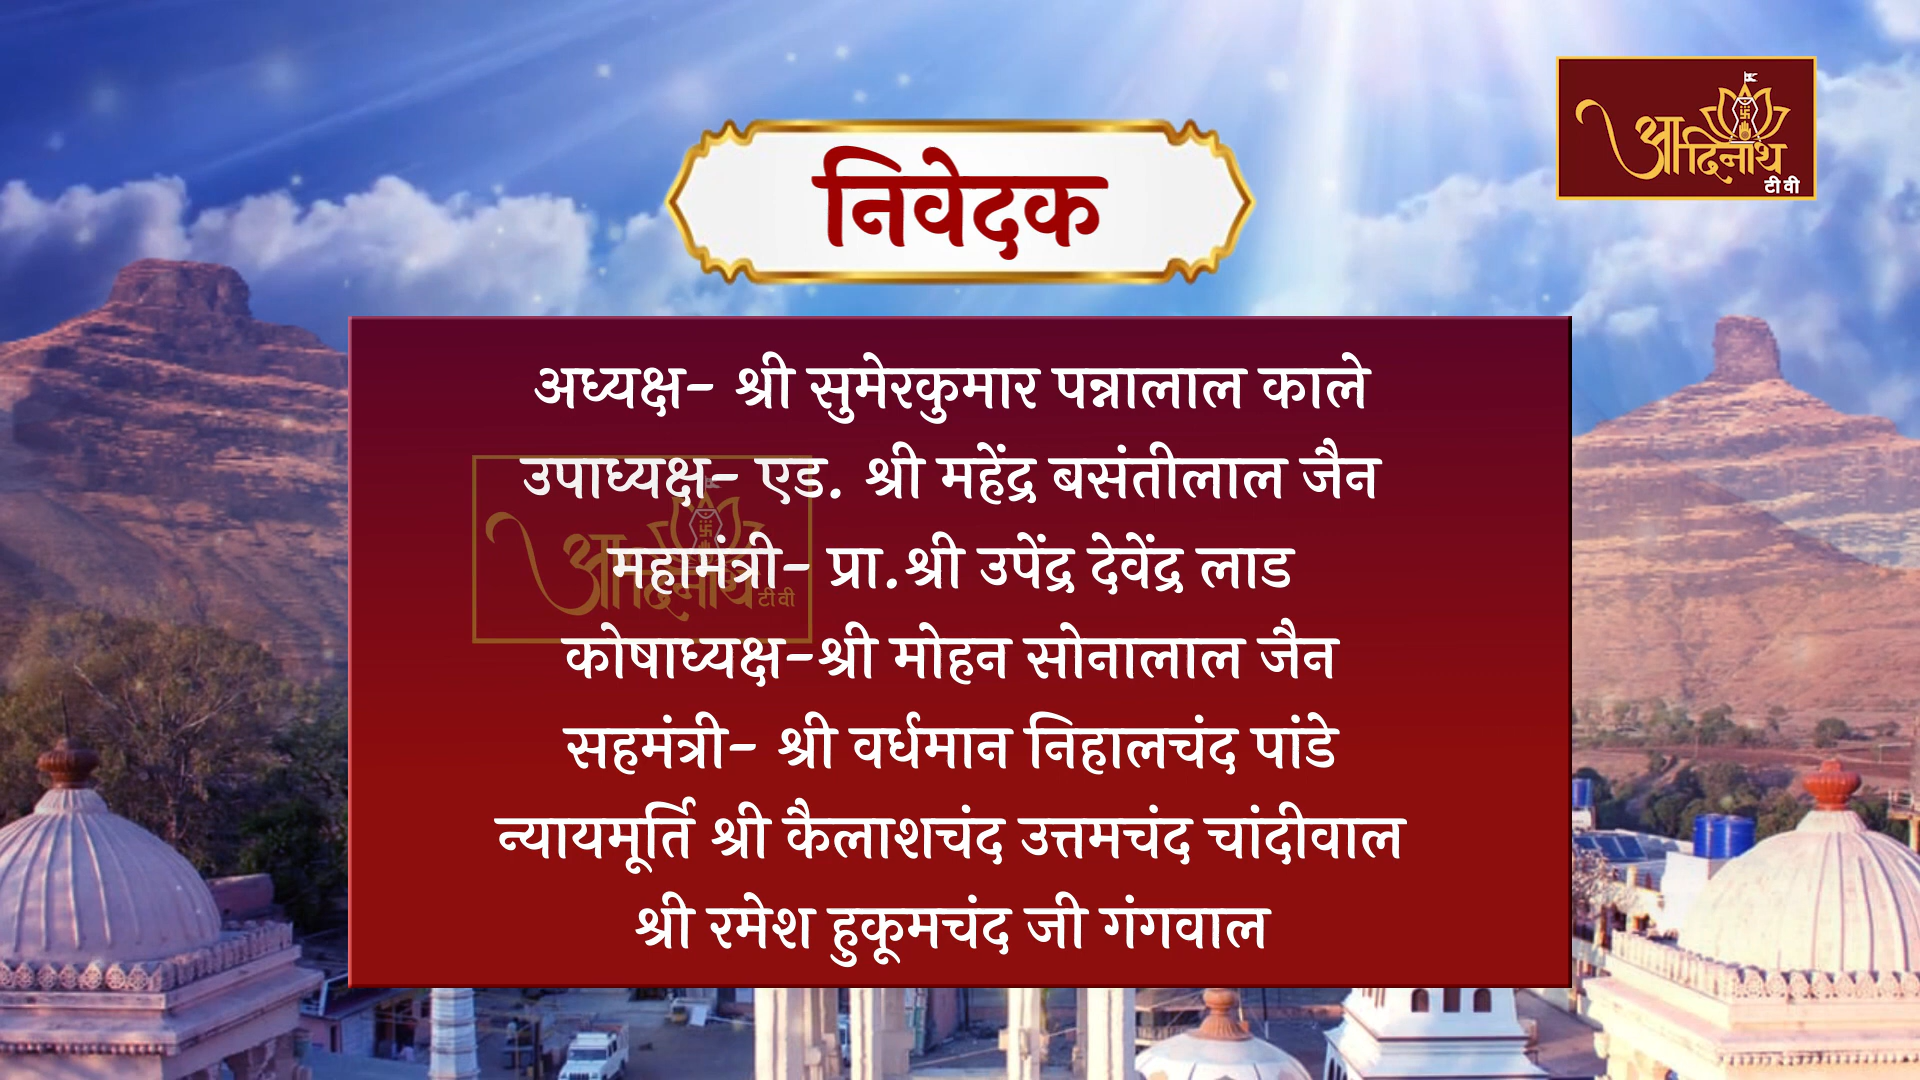 निवेदक
आदिनाथ
टी वी
अध्यक्ष- श्री सुमेरकुमार पन्नालाल काले
उपाध्यक्ष- एड. श्री महेंद्र बसंतीलाल जैन
महामंत्री- प्रा.श्री उपेंद्र देवेंद्र लाड
कोषाध्यक्ष-श्री मोहन सोनालाल जैन
सहमंत्री- श्री वर्धमान निहालचंद पांडे
न्यायमूर्ति श्री कैलाशचंद उत्तमचंद चांदीवाल
श्री रमेश हुकूमचंद जी गंगवाल
आदिनाथ
टी वी